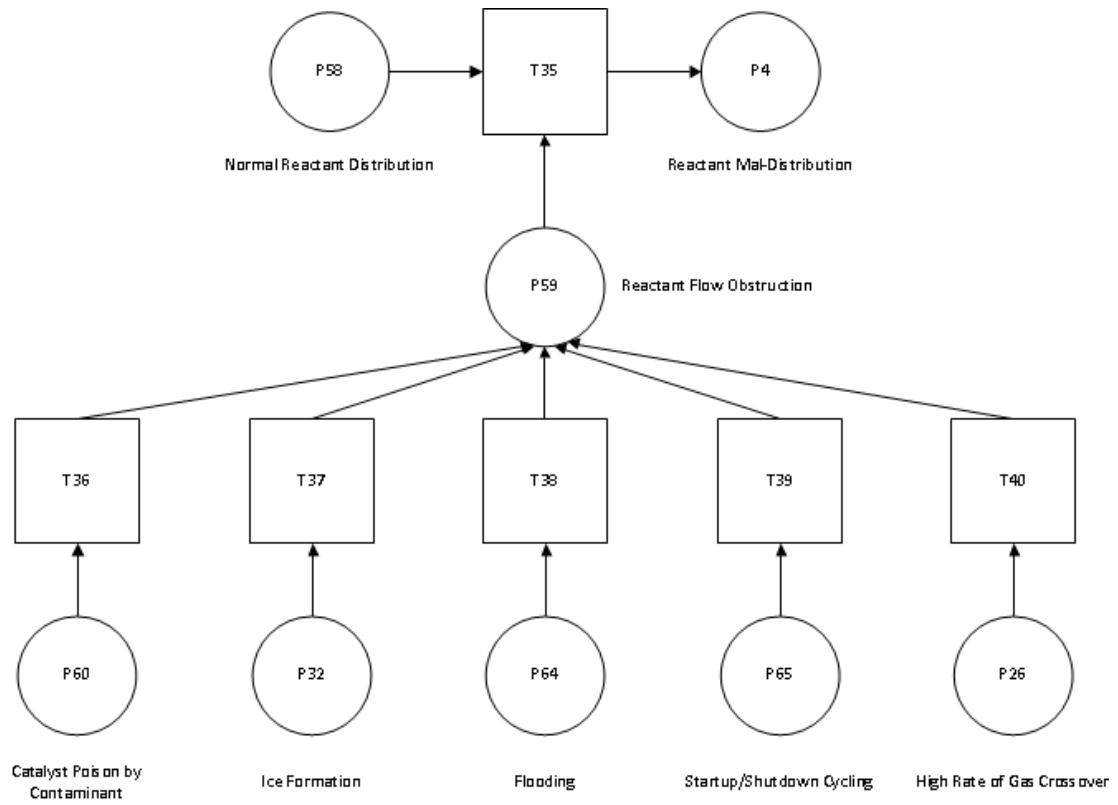 P58
T35
P4
Normal Reactant Distribution
Reactant Mal-Distribution
P59
Reactant Flow Obstruction
T36
T37
T38
T39
T40
P60
P32
P64
P65
P26
Catalyst Poison by
Contaminant
Ice Formation
Flooding
Startup/Shutdown Cycling
High Rate of Gas Crossover